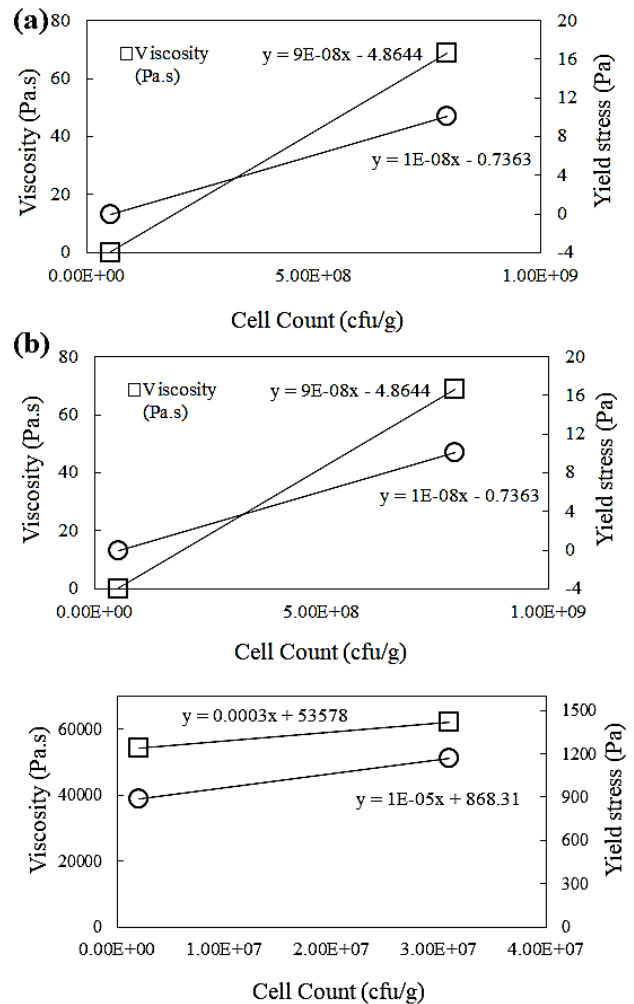 (a)
80
60
40
20
0
Viscosity (Pa.s)
Viscosity
(Pa.s)
y = 9E-08x - 4.8644
y = 1E-08x - 0.7363
20
16
12
8
4
0
-4
Yield stress (Pa)
0.00E+00 5.00E+08 1.00E+09
Cell Count (cfu/g)
(b)
80
60
40
20
0
Viscosity (Pa.s)
Viscosity
(Pa.s)
y = 9E-08x - 4.8644
y = 1E-08x - 0.7363
20
16
12
8
4
0
-4
Yield stress (Pa)
0.00E+00 5.00E+08 1.00E+09
Cell Count (cfu/g)
60000
40000
20000
0
Viscosity (Pa.s)
y = 0.0003x + 53578
y = 1E-05x + 868.31
1500
1200
900
600
300
0
Yield stress (Pa)
0.00E+00 1.00E+07 2.00E+07 3.00E+07 4.00E+07
Cell Count (cfu/g)